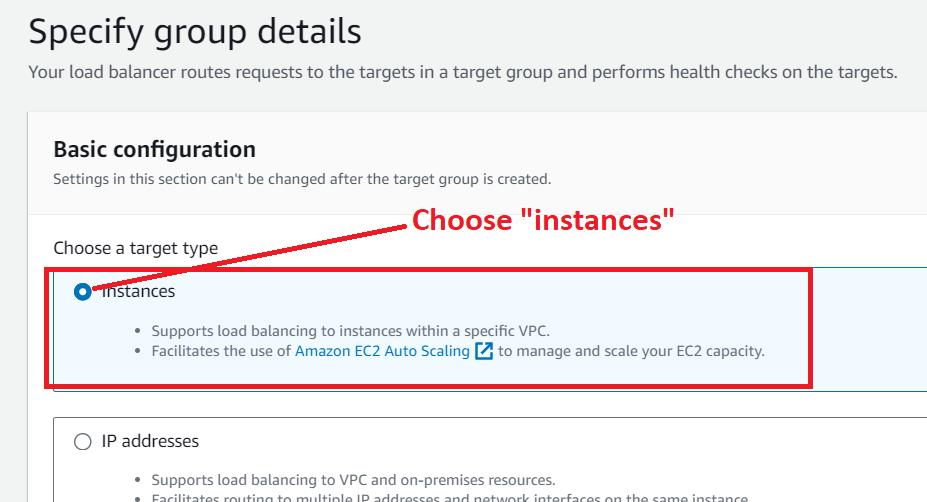 Specify group details
Your load balancer routes requests to the targets in a target group and performs health checks on the targets.
Basic configuration
Settings in this section can't be changed after the target group is created.
Choose "instances"
Choose a target type
Instances
• Supports load balancing to instances within a specific VPC.
• Facilitates the use of Amazon EC2 Auto Scaling to manage and scale your EC2 capacity.
IP addresses
• Supports load balancing to VPC and on-premises resources.
• Facilitates routing to multiple IP addresses and network interfaces on the same instance.